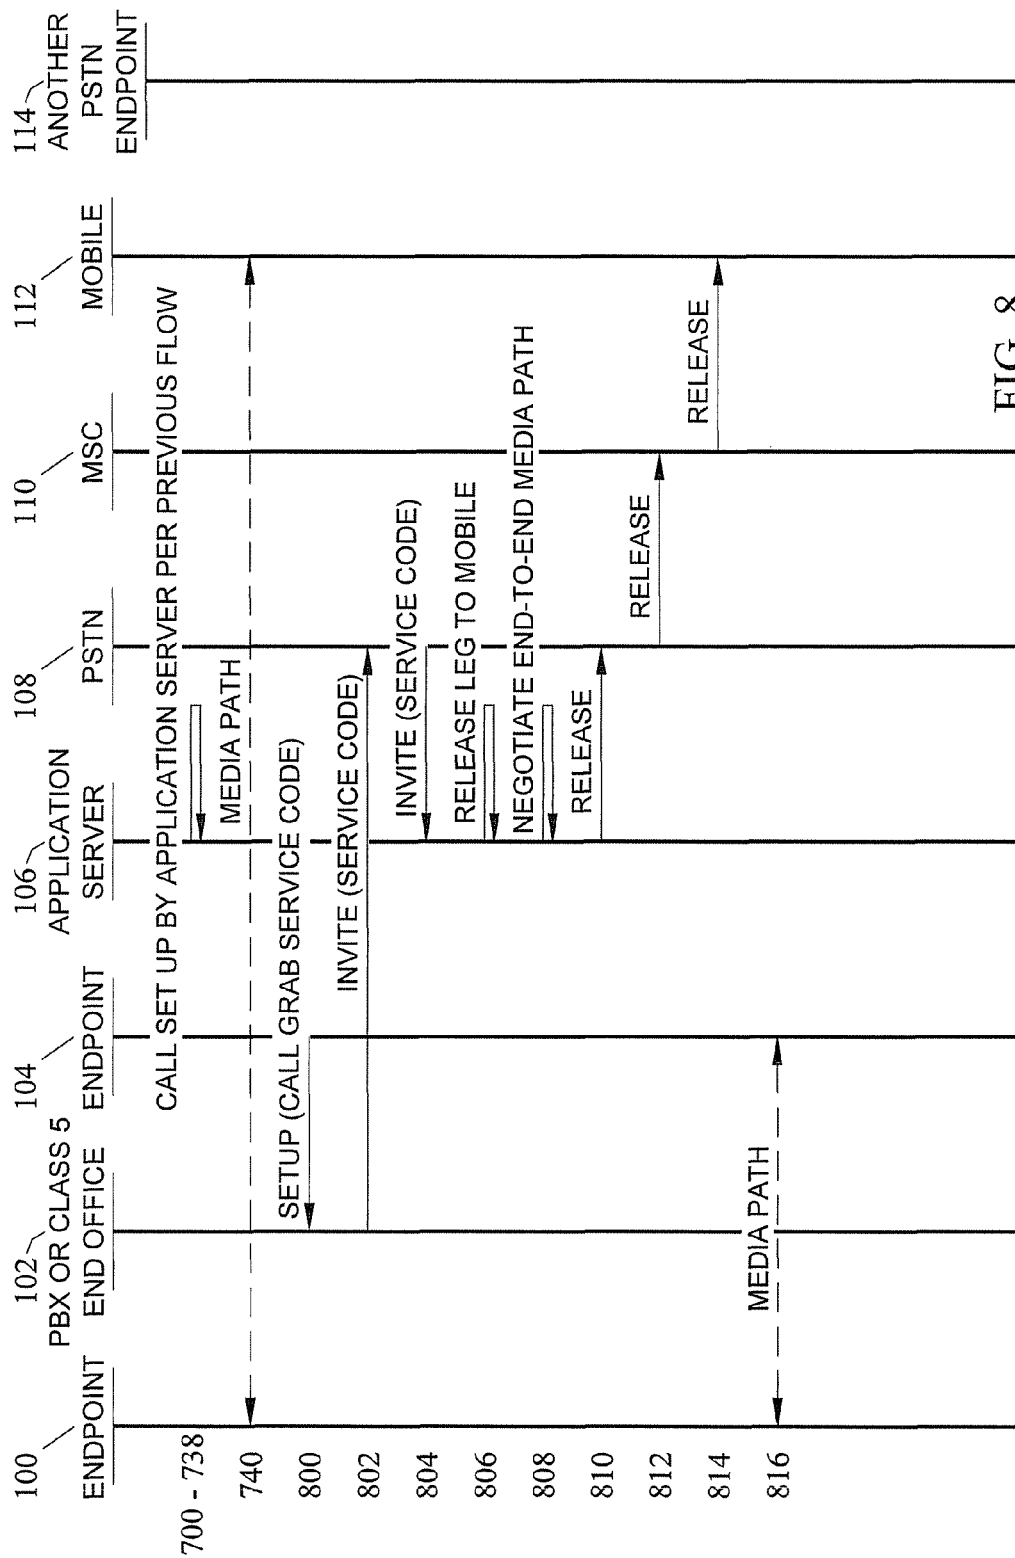 100
ENDPOINT
102
PBX OR CLASS 5
END OFFICE
104
ENDPOINT
106
APPLICATION
SERVER
108
PSTN
110
MSC
112
MOBILE
114
ANOTHER
PSTN
ENDPOINT
700 - 738
CALL SET UP BY APPLICATION SERVER PER PREVIOUS FLOW
740
MEDIA PATH
800
SETUP (CALL GRAB SERVICE CODE)
802
INVITE (SERVICE CODE)
804
INVITE (SERVICE CODE)
806
RELEASE LEG TO MOBILE
808
NEGOTIATE END-TO-END MEDIA PATH
810
RELEASE
812
RELEASE
814
RELEASE
816
MEDIA PATH
FIG. 8